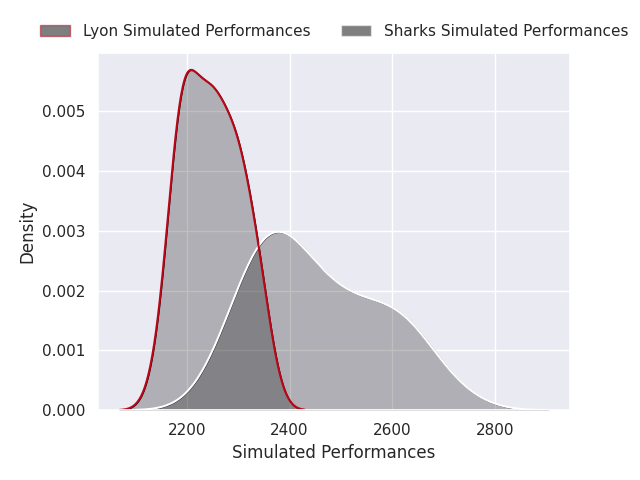 Lyon Simulated Performances Sharks Simulated Performances
0.005
0.004
0.003
0.002
0.001
0.000
Density
2200 2400 2600 2800
Simulated Performances